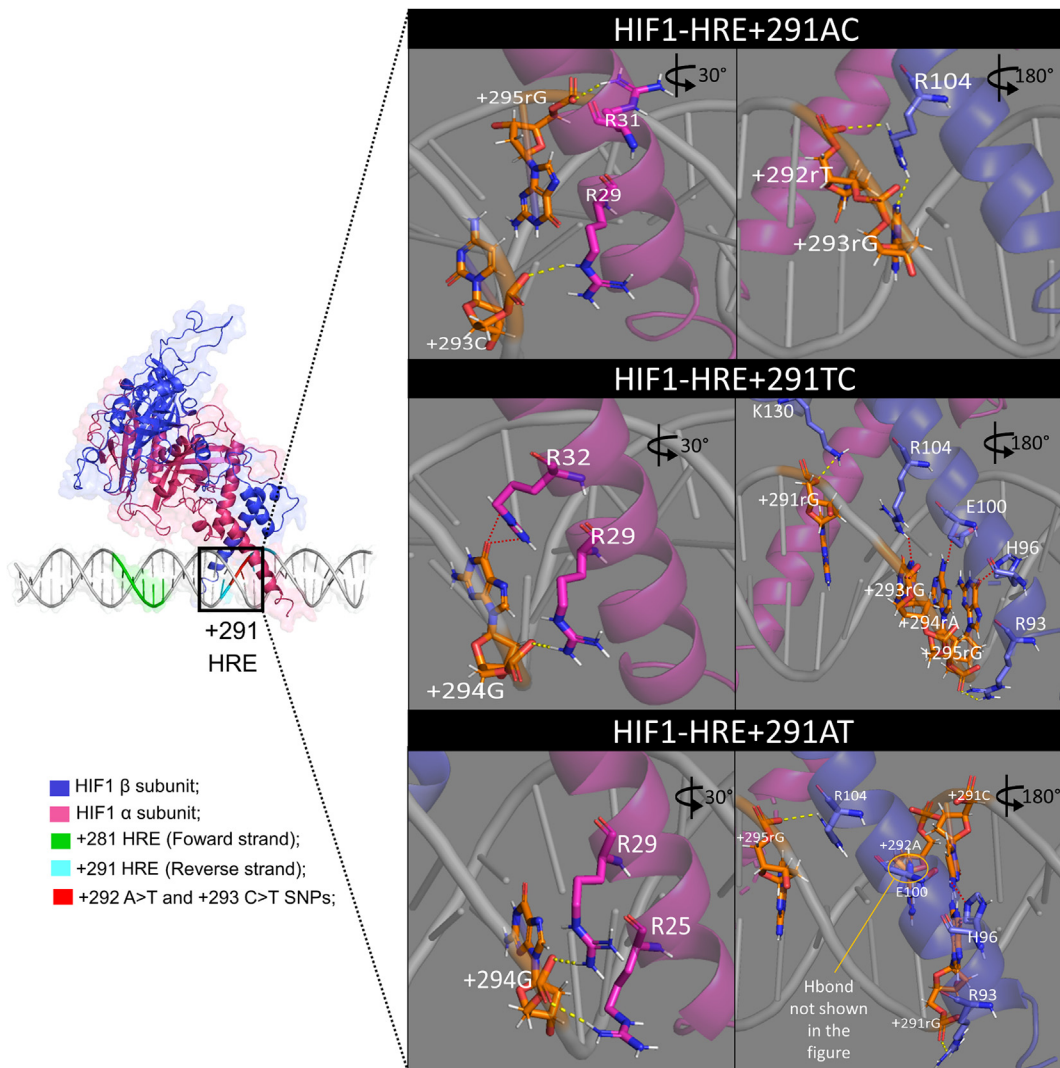 HIF1-HRE+291AC
+295rG
R31
R29
+293C
30°
R104
+292rT
+293rG
180°
HIF1-HRE+291TC
R32
R29
+294G
30°
K130
R104
+291rG
E100
H96
+293rG
+294rA
R93
+295rG
180°
HIF1-HRE+291AT
R29
R25
+294G
30°
R104
+291C
+295rG
+292A
E100
H96
R93
+291rG
180°
Hbond
not shown
in the
figure
+291
HRE
HIF1 β subunit;
HIF1 α subunit;
+281 HRE (Foward strand);
+291 HRE (Reverse strand);
+292 A>T and +293 C>T SNPs;